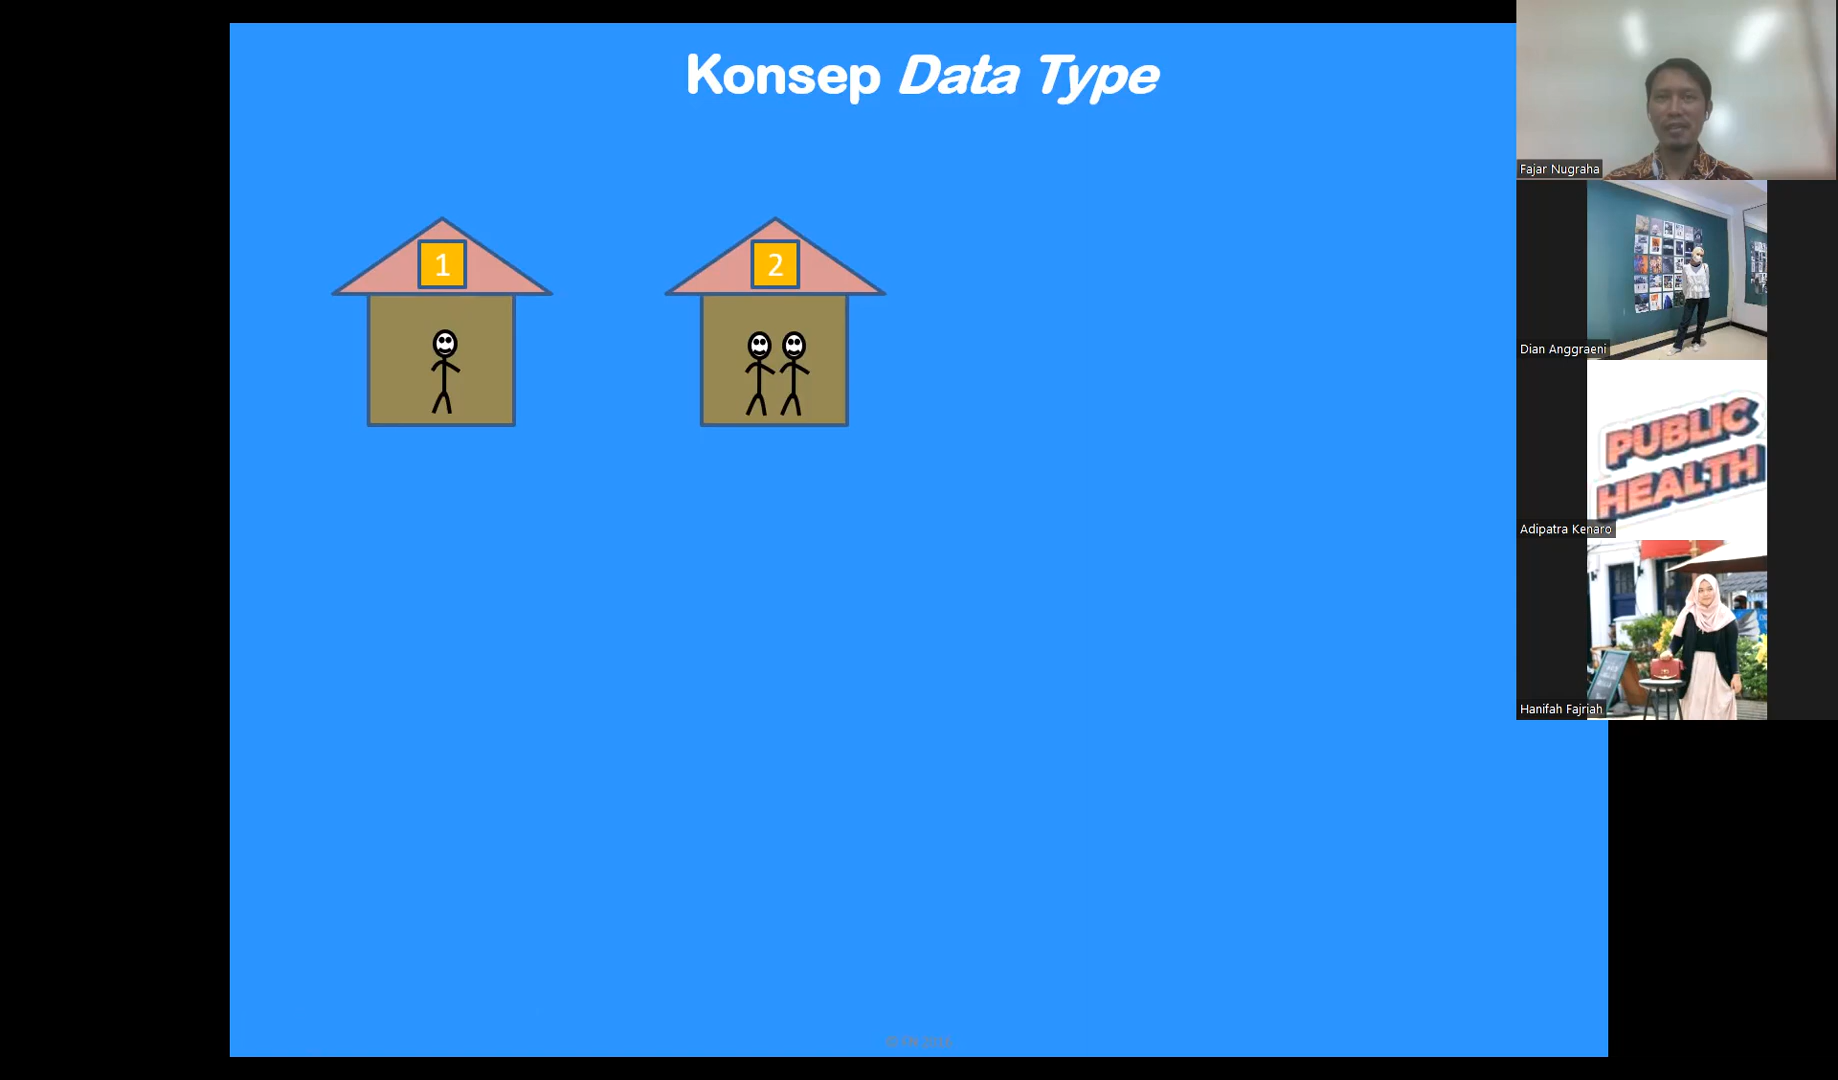 Konsep Data Type
1
2
Fajar Nugraha
Dian Anggraeni
PUBLIC
HEALTH
Adipatra Kenaro
Hanifah Fajriah